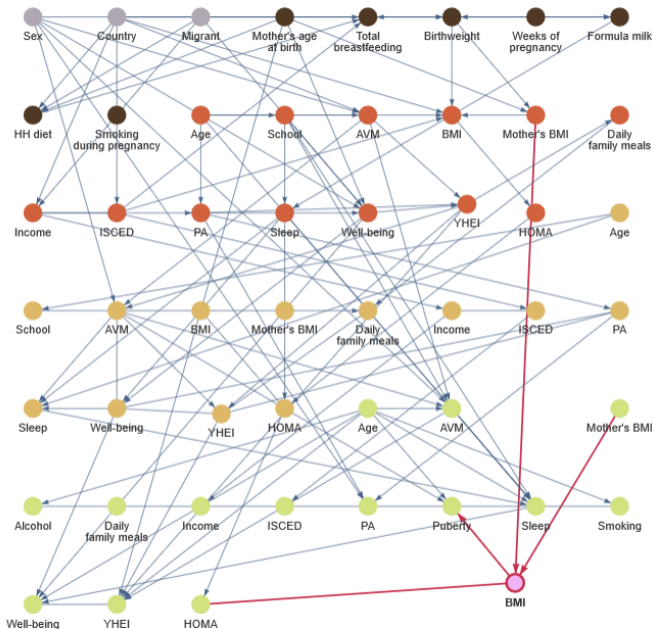 Sex Country Migrant Mother's age Total Birthweight Weeks of Formula milk
at birth breastfeeding pregnancy
HH diet Smoking Age School AVM BMI Mother's BMI Daily
during pregnancy family meals
Income ISCED PA Sleep Well-being YHEI HOMA Age
School AVM BMI Mother's BMI Daily Income ISCED PA
family meals
Sleep Well-being YHEI HOMA Age AVM Mother's BMI
Alcohol Daily Income ISCED PA Puberty Sleep Smoking
family meals
Well-being YHEI HOMA BMI